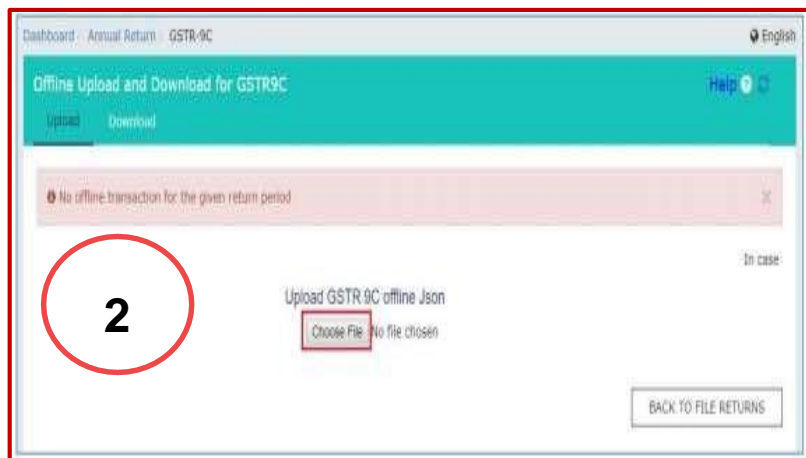 Dashboard Annual Return GSTR-9C English
Offline Upload and Download for GSTR9C Help ?
Upload Download
No offline transaction for the given return period X
In case
2
Upload GSTR 9C offline Json
Choose File No file chosen
BACK TO FILE RETURNS